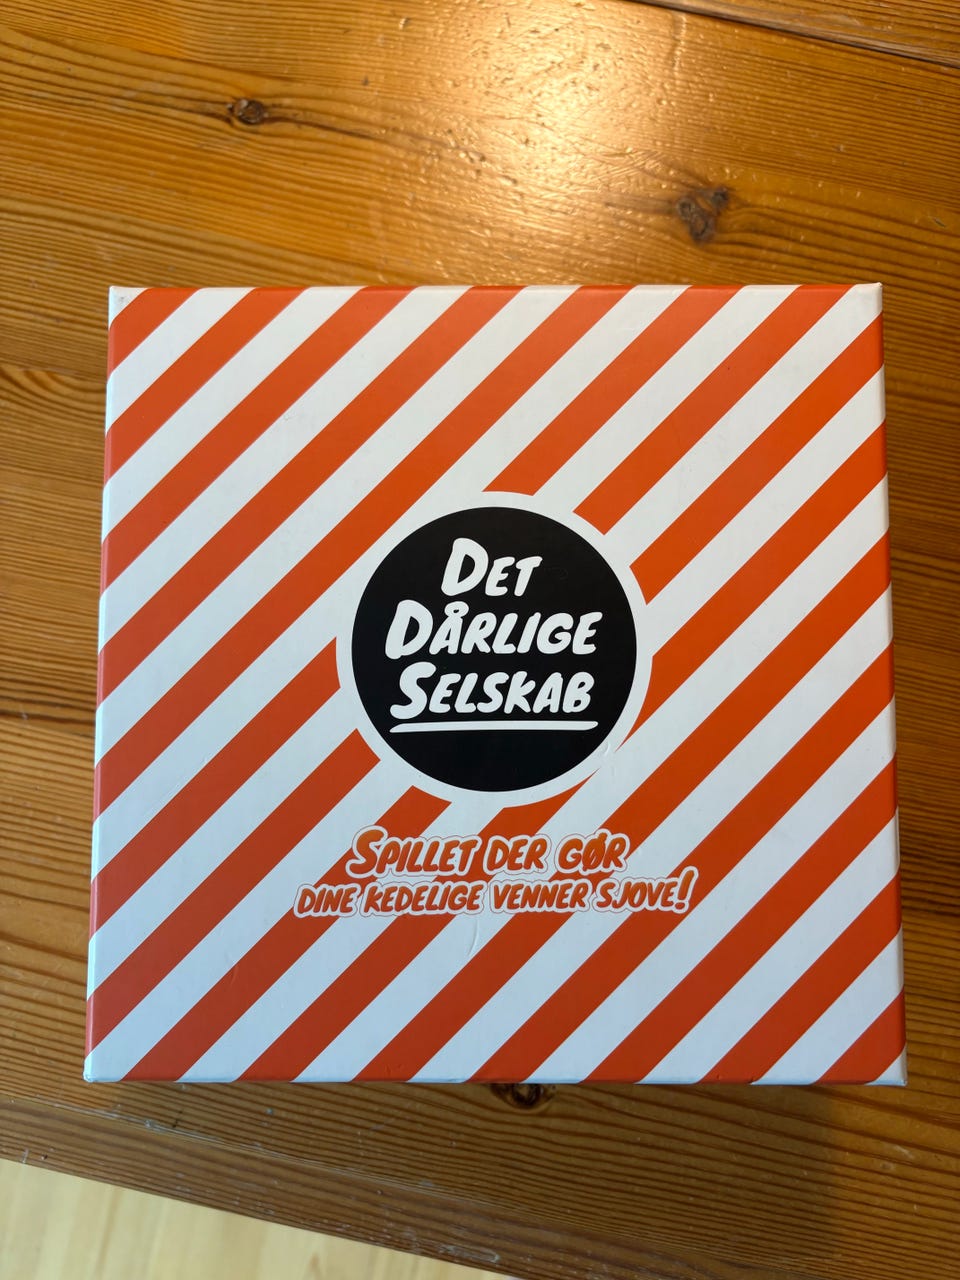 Det
Dårlige
Selskab
Spillet der gør
dine kedelige venner sjove!